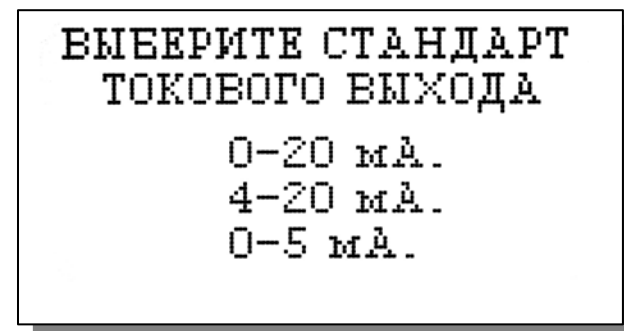 ВЫБЕРИТЕ СТАНДАРТ
ТОКОВОГО ВЫХОДА
0-20 мА.
4-20 мА.
0-5 мА.